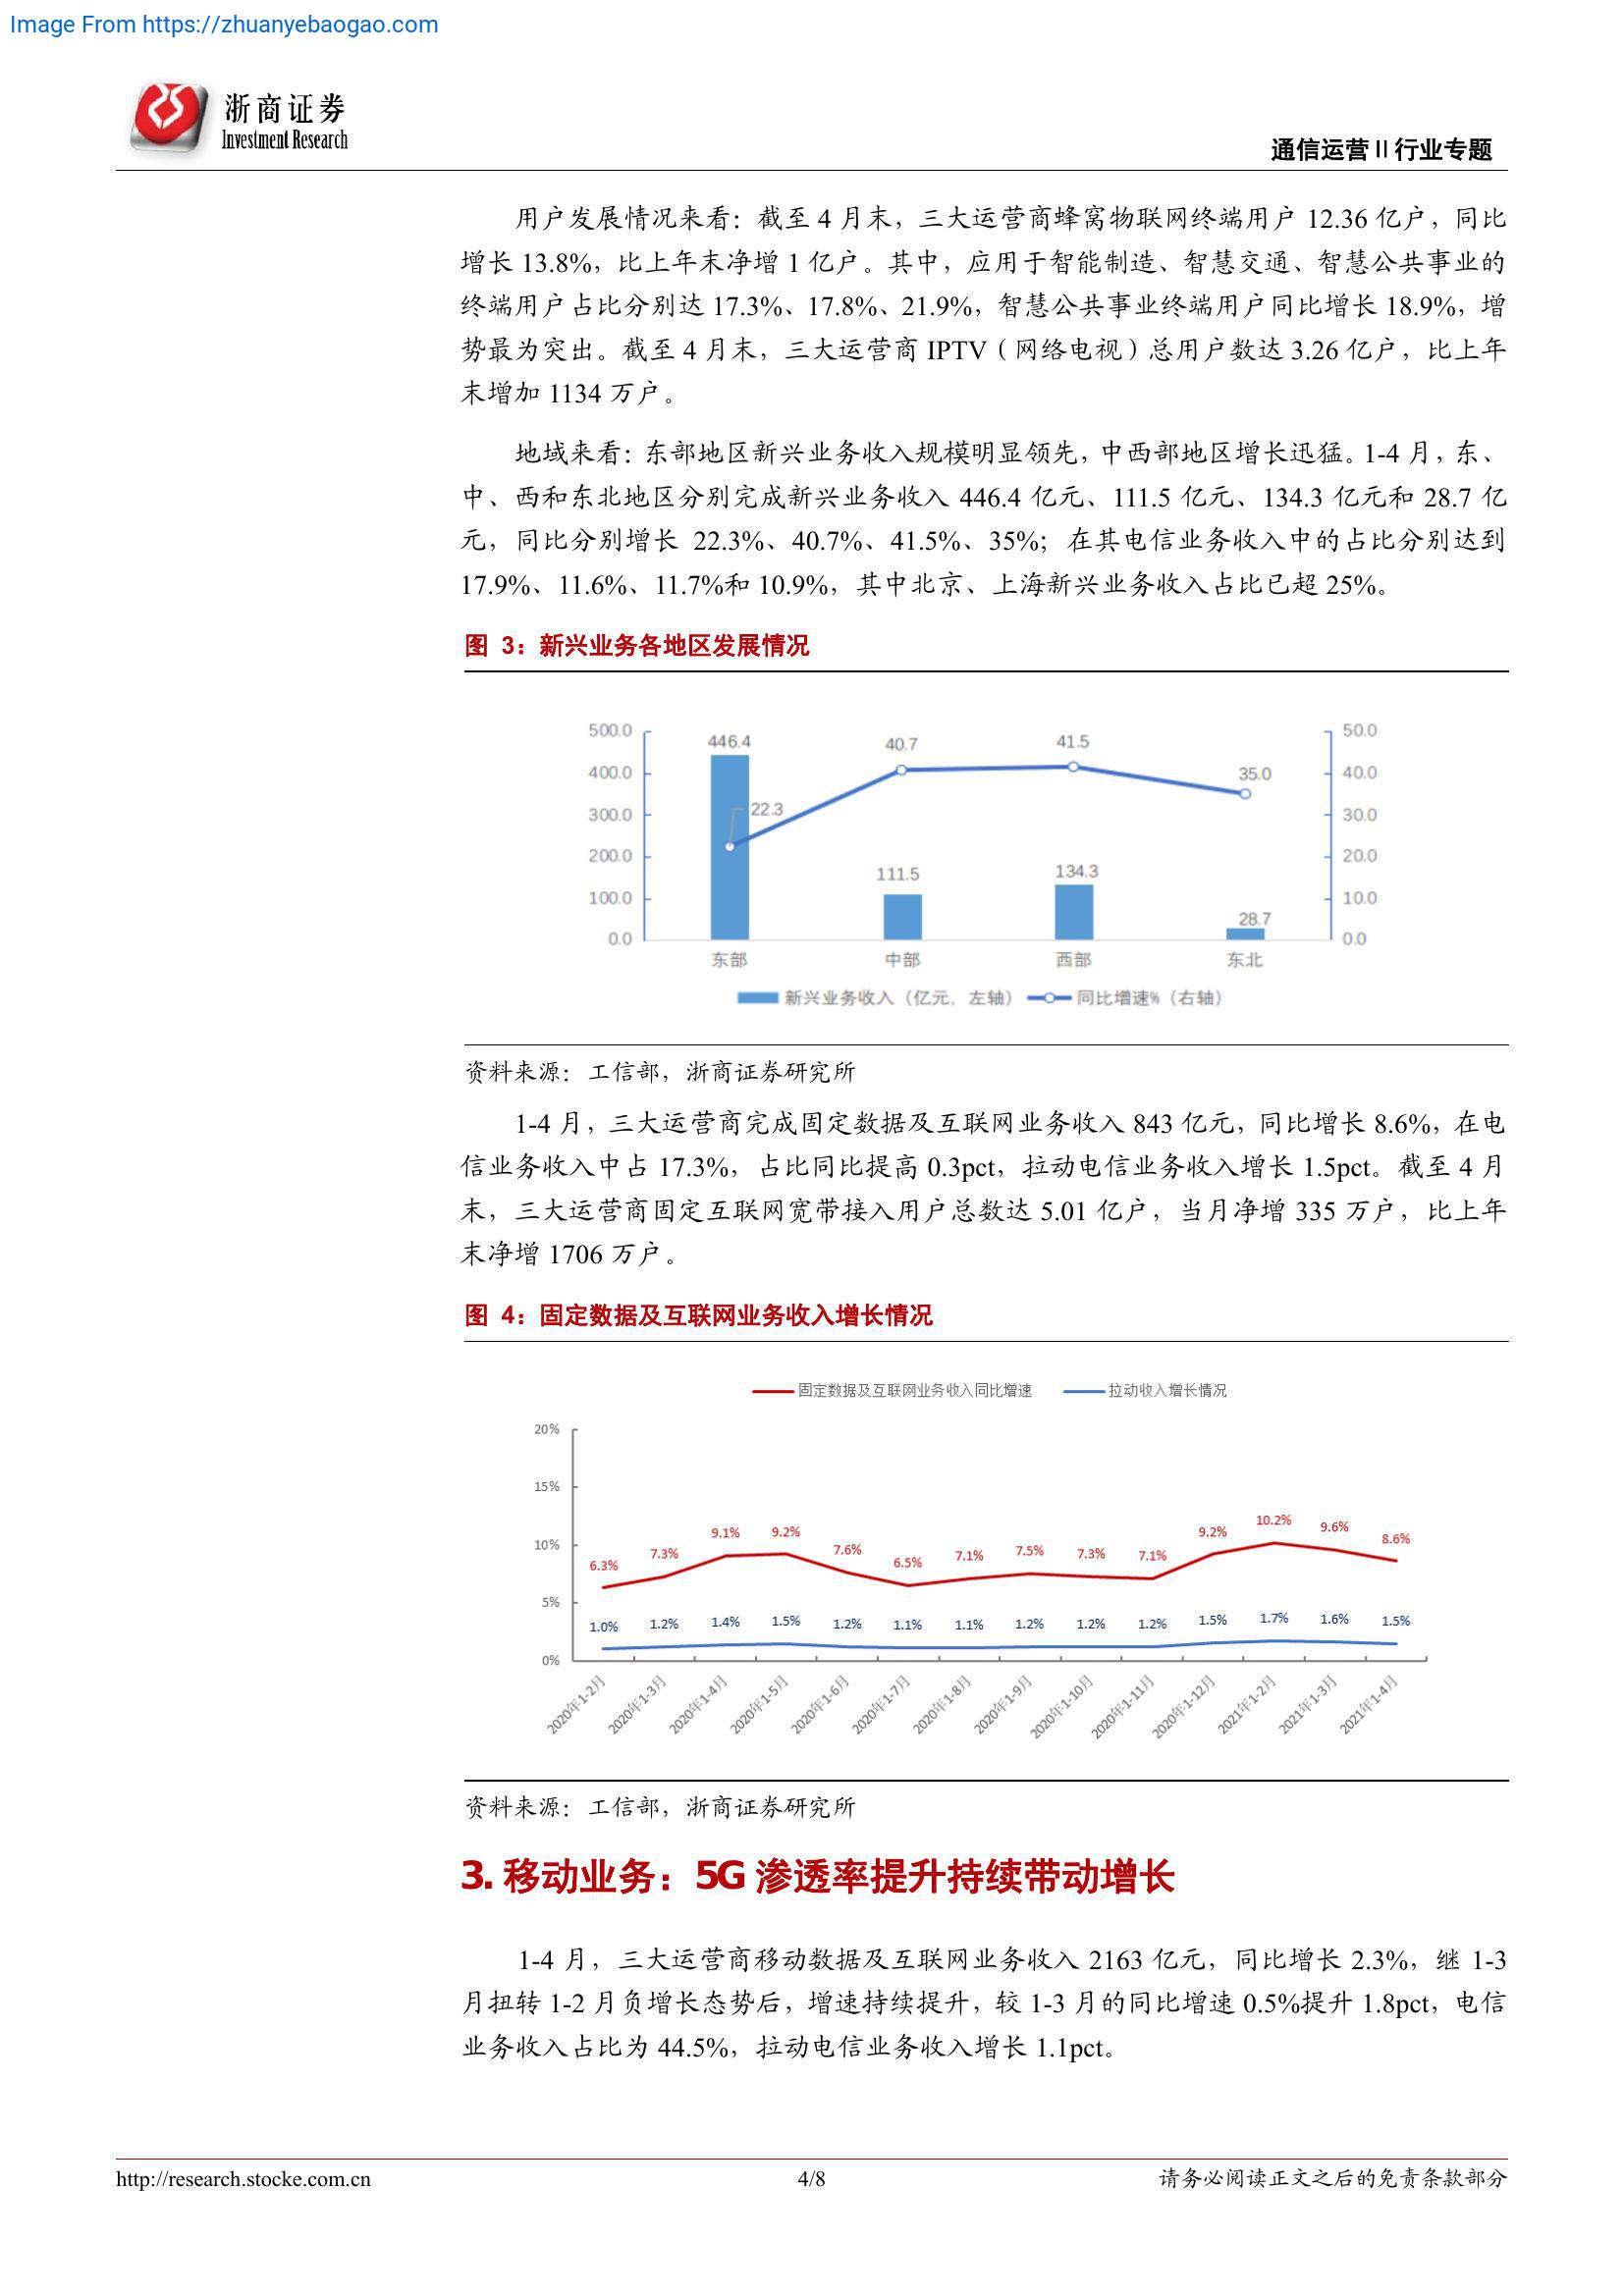 Image From https://zhuanyebaogao.com
浙商证券
Investment Research
通信运营Ⅱ行业专题
用户发展情况来看：截至 4 月末，三大运营商蜂窝物联网终端用户 12.36 亿户，同比
增长 13.8%，比上年末净增 1 亿户。其中，应用于智能制造、智慧交通、智慧公共事业的
终端用户占比分别达 17.3%、17.8%、21.9%，智慧公共事业终端用户同比增长 18.9%，增
势最为突出。截至 4 月末，三大运营商 IPTV（网络电视）总用户数达 3.26 亿户，比上年
末增加 1134 万户。
地域来看：东部地区新兴业务收入规模明显领先，中西部地区增长迅猛。1-4 月，东、
中、西和东北地区分别完成新兴业务收入 446.4 亿元、111.5 亿元、134.3 亿元和 28.7 亿
元，同比分别增长 22.3%、40.7%、41.5%、35%；在其电信业务收入中的占比分别达到
17.9%、11.6%、11.7%和 10.9%，其中北京、上海新兴业务收入占比已超 25%。
图 3：新兴业务各地区发展情况
500.0
400.0
300.0
200.0
100.0
0.0
446.4
22.3
40.7
111.5
41.5
134.3
35.0
28.7
50.0
40.0
30.0
20.0
10.0
0.0
东部 中部 西部 东北
新兴业务收入（亿元，左轴） 同比增速%（右轴）
资料来源：工信部，浙商证券研究所
1-4 月，三大运营商完成固定数据及互联网业务收入 843 亿元，同比增长 8.6%，在电
信业务收入中占 17.3%，占比同比提高 0.3pct，拉动电信业务收入增长 1.5pct。截至 4 月
末，三大运营商固定互联网宽带接入用户总数达 5.01 亿户，当月净增 335 万户，比上年
末净增 1706 万户。
图 4：固定数据及互联网业务收入增长情况
固定数据及互联网业务收入同比增速 拉动收入增长情况
20%
15%
10%
5%
0%
6.3% 7.3% 9.1% 9.2% 7.6% 6.5% 7.1% 7.5% 7.3% 7.1% 9.2% 10.2% 9.6% 8.6%
1.0% 1.2% 1.4% 1.5% 1.2% 1.1% 1.1% 1.2% 1.2% 1.2% 1.5% 1.7% 1.6% 1.5%
2020年1-2月 2020年1-3月 2020年1-4月 2020年1-5月 2020年1-6月 2020年1-7月 2020年1-8月 2020年1-9月 2020年1-10月 2020年1-11月 2020年1-12月 2021年1-2月 2021年1-3月 2021年1-4月
资料来源：工信部，浙商证券研究所
3. 移动业务：5G 渗透率提升持续带动增长
1-4 月，三大运营商移动数据及互联网业务收入 2163 亿元，同比增长 2.3%，继 1-3
月扭转 1-2 月负增长态势后，增速持续提升，较 1-3 月的同比增速 0.5%提升 1.8pct，电信
业务收入占比为 44.5%，拉动电信业务收入增长 1.1pct。
http://research.stocke.com.cn
4/8
请务必阅读正文之后的免责条款部分